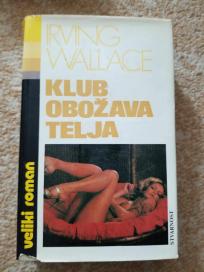 IRVING
WALLACE
KLUB
OBOŽAVA
TELJA
veliki roman
STVARNOST